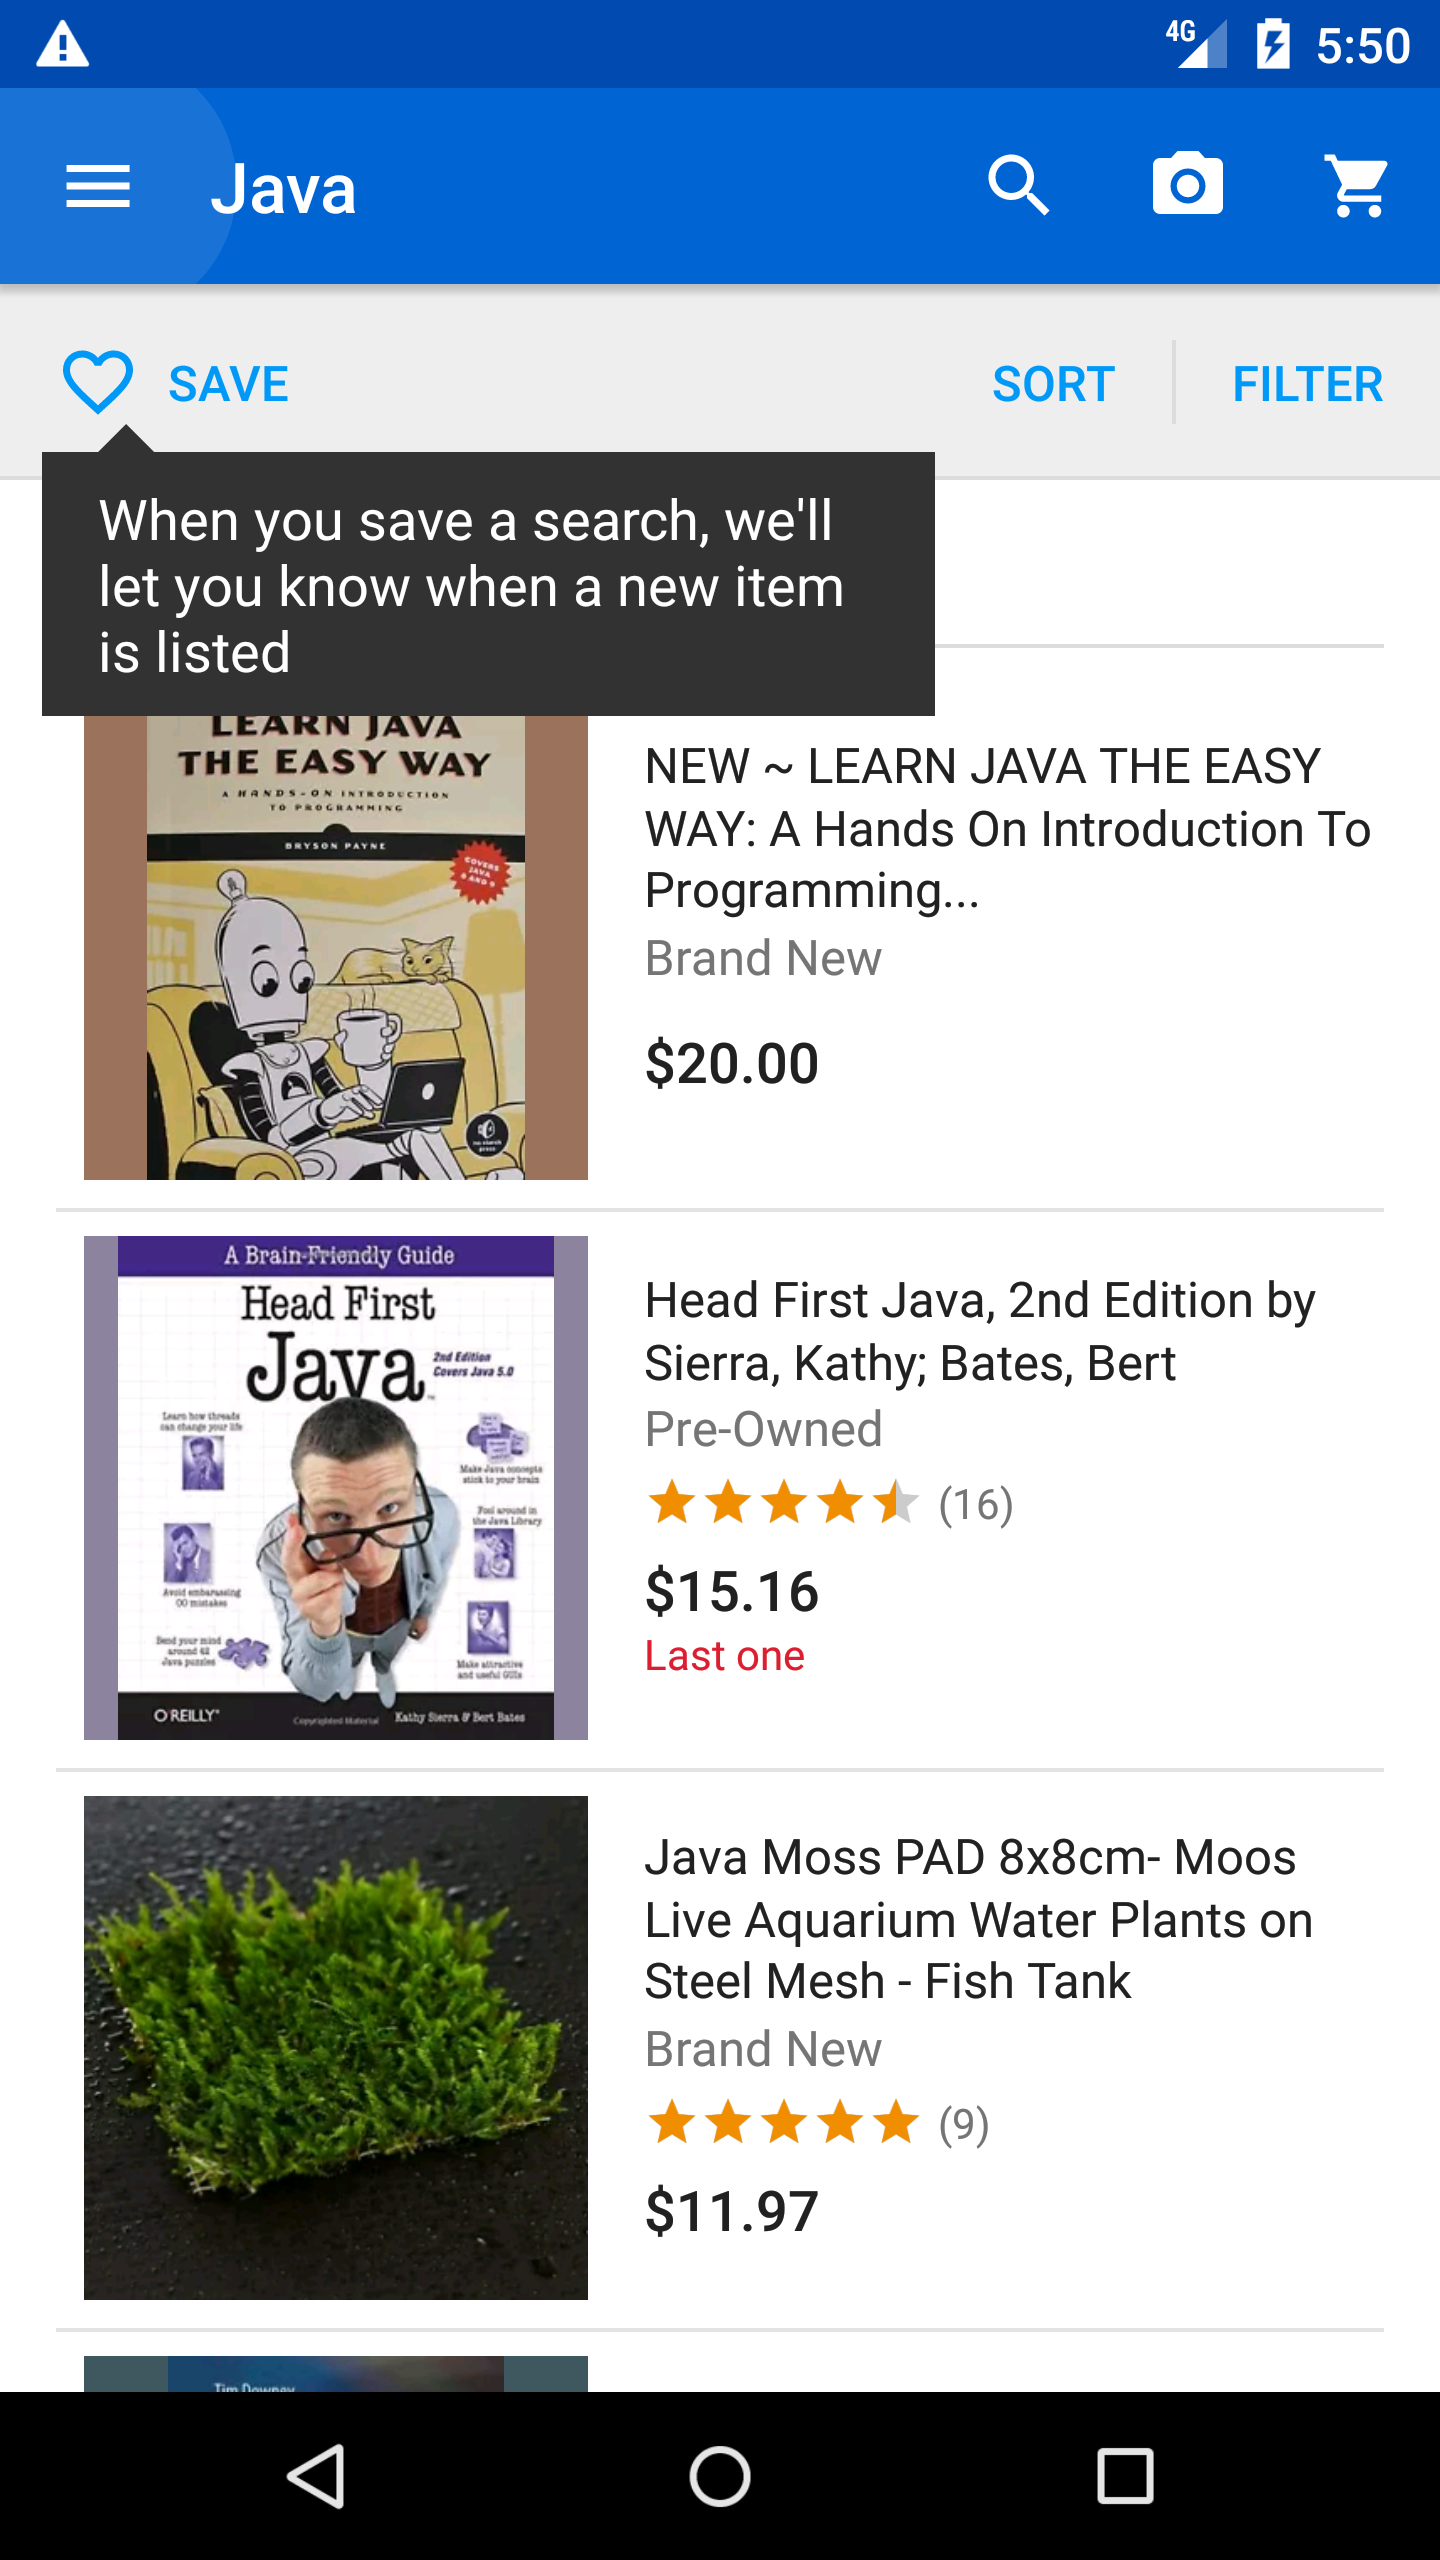 4G 5:50
Java
SAVE SORT FILTER
When you save a search, we'll
let you know when a new item
is listed
LEARN JAVA
THE EASY WAY
A HANDS-ON INTRODUCTION
TO PROGRAMMING
BRYSON PAYNE
COVERS
JAVA
8 AND 9
no starch
press
NEW ~ LEARN JAVA THE EASY
WAY: A Hands On Introduction To
Programming...
Brand New
$20.00
A Brain-Friendly Guide
Head First
Java
2nd Edition
Covers Java 5.0
Learn how threads
can change your life
Make Java concepts
stick to your brain
Fool around in
the Java Library
Avoid embarassing
OO mistakes
Bend your mind
around 42
Java puzzles
Make attractive
and useful GUIs
O'REILLY
Copyrighted Material
Kathy Sierra & Bert Bates
Head First Java, 2nd Edition by
Sierra, Kathy; Bates, Bert
Pre-Owned
(16)
$15.16
Last one
Java Moss PAD 8x8cm- Moos
Live Aquarium Water Plants on
Steel Mesh - Fish Tank
Brand New
(9)
$11.97
Tim Downey